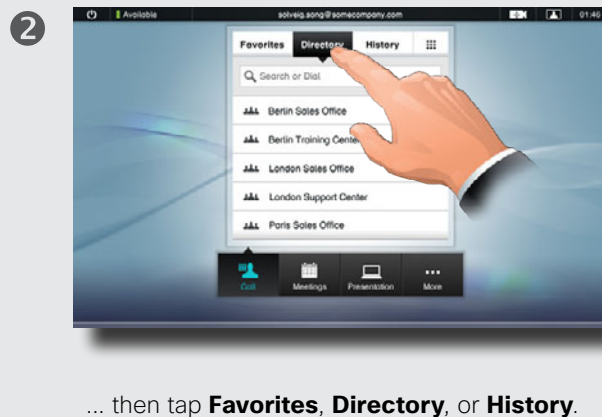 2
Available solveig.song@somecompany.com 01:46
Favorites Directory History
Search or Dial
Berlin Sales Office
Berlin Training Center
London Sales Office
London Support Center
Paris Sales Office
Call Meetings Presentation More
... then tap Favorites, Directory, or History.